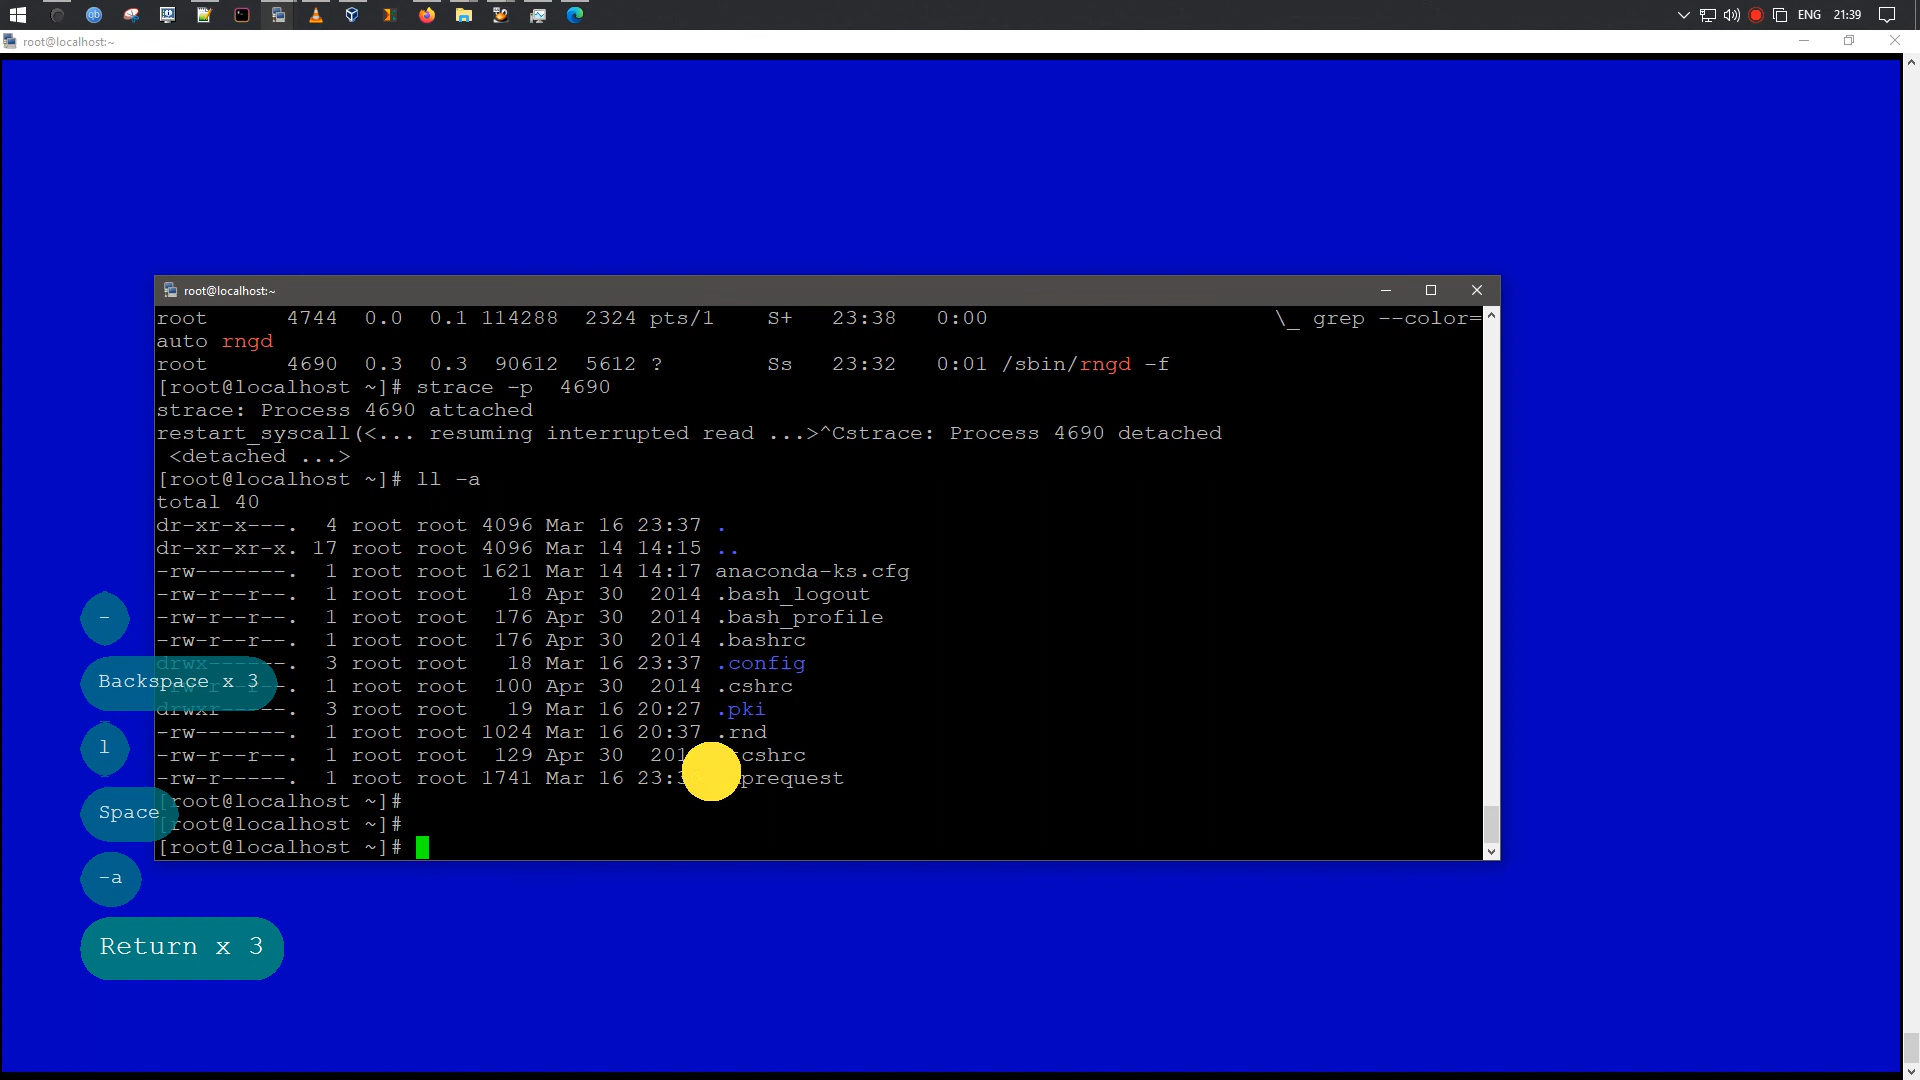 ENG 21:39
root@localhost:~
root@localhost:~
root 4744 0.0 0.1 114288 2324 pts/1 S+ 23:38 0:00 \_ grep --color=
auto rngd
root 4690 0.3 0.3 90612 5612 ? Ss 23:32 0:01 /sbin/rngd -f
[root@localhost ~]# strace -p  4690
strace: Process 4690 attached
restart_syscall(<... resuming interrupted read ...>^Cstrace: Process 4690 detached
<detached ...>
[root@localhost ~]# ll -a
total 40
dr-xr-x---. 4 root root 4096 Mar 16 23:37 .
dr-xr-xr-x. 17 root root 4096 Mar 14 14:15 ..
-rw-------. 1 root root 1621 Mar 14 14:17 anaconda-ks.cfg
-rw-r--r--. 1 root root 18 Apr 30 2014 .bash_logout
-
-rw-r--r--. 1 root root 176 Apr 30 2014 .bash_profile
-rw-r--r--. 1 root root 176 Apr 30 2014 .bashrc
drwx------. 3 root root 18 Mar 16 23:37 .config
Backspace x 3
-rw-r--r--. 1 root root 100 Apr 30 2014 .cshrc
drwxr-----. 3 root root 19 Mar 16 20:27 .pki
-rw-------. 1 root root 1024 Mar 16 20:37 .rnd
l
-rw-r--r--. 1 root root 129 Apr 30
-rw-r-----. 1 root root 1741 Mar 16
[root@localhost ~]#
Space
[root@localhost ~]#
[root@localhost ~]#
-a
Return x 3